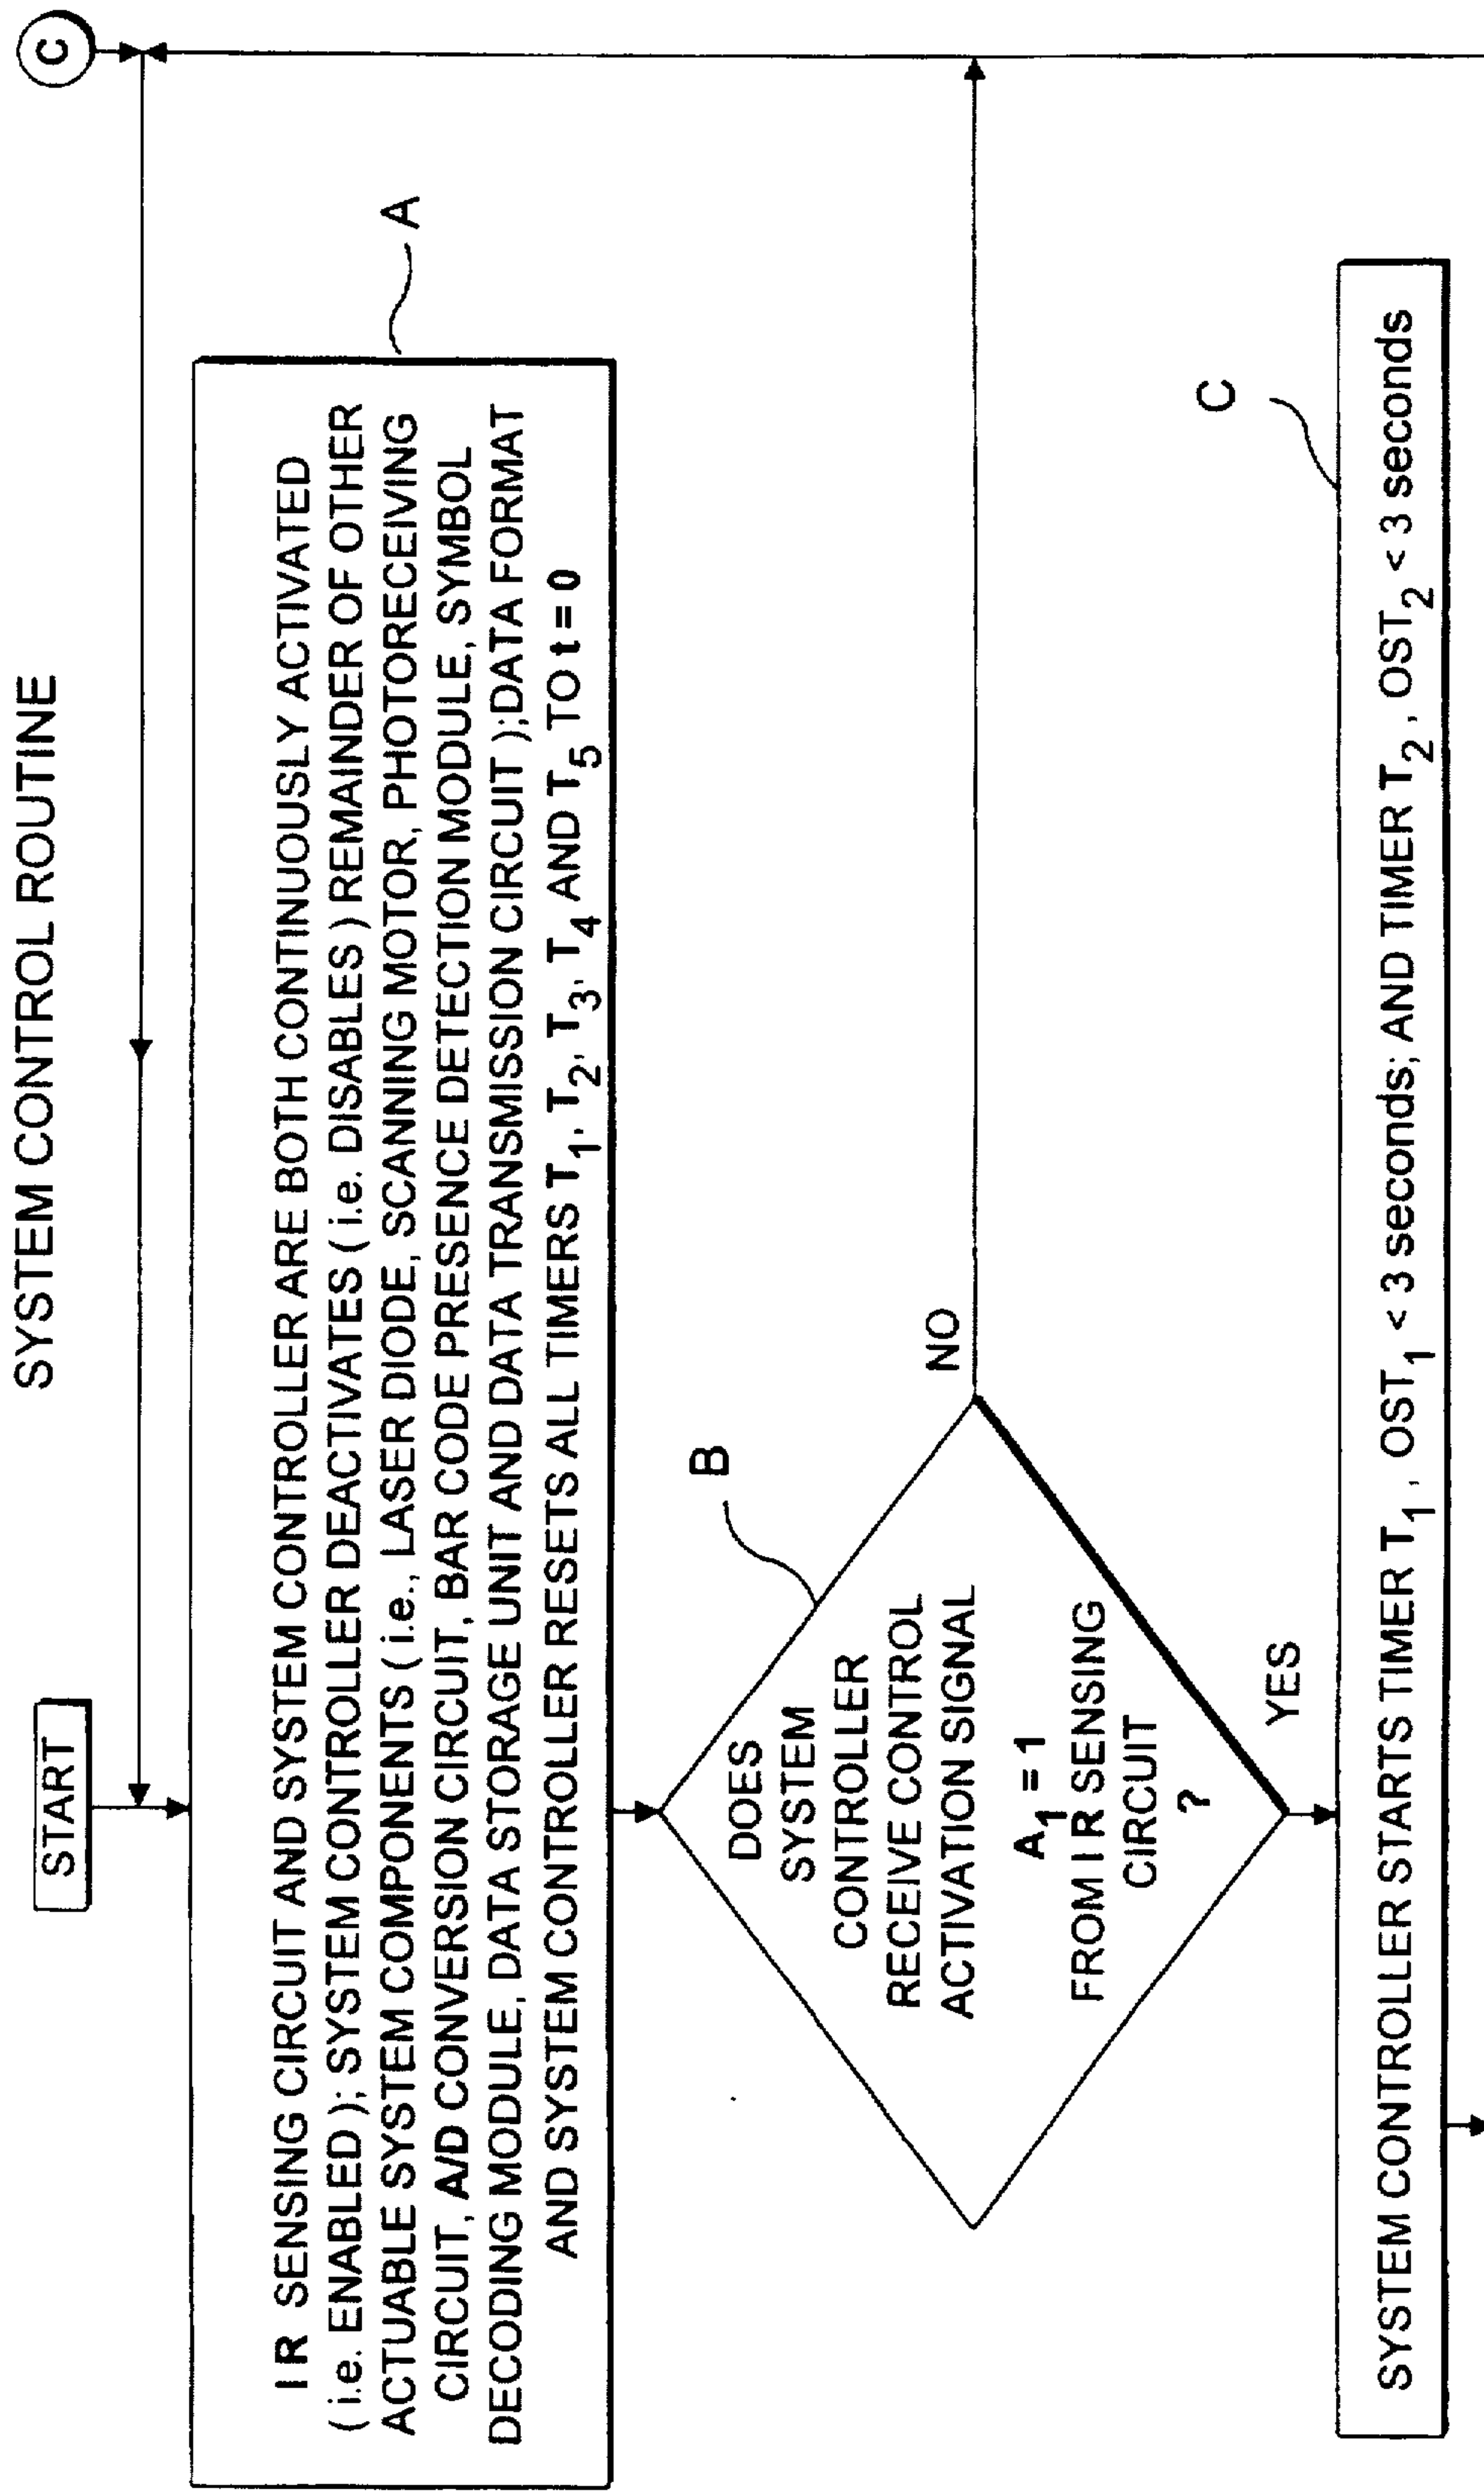 SYSTEM CONTROL ROUTINE
C
START
A
I R SENSING CIRCUIT AND SYSTEM CONTROLLER ARE BOTH CONTINUOUSLY ACTIVATED
( i.e. ENABLED ); SYSTEM CONTROLLER DEACTIVATES ( i.e. DISABLES ) REMAINDER OF OTHER
ACTUABLE SYSTEM COMPONENTS ( i.e., LASER DIODE, SCANNING MOTOR, PHOTORECEIVING
CIRCUIT, A/D CONVERSION CIRCUIT, BAR CODE PRESENCE DETECTION MODULE, SYMBOL
DECODING MODULE, DATA STORAGE UNIT AND DATA TRANSMISSION CIRCUIT );DATA FORMAT
AND SYSTEM CONTROLLER RESETS ALL TIMERS T1, T2, T3, T4 AND T5 TO t = 0
B
DOES
SYSTEM
CONTROLLER
RECEIVE CONTROL
ACTIVATION SIGNAL
A1 = 1
FROM I R SENSING
CIRCUIT
?
NO
YES
C
SYSTEM CONTROLLER STARTS TIMER T1, OST1 < 3 seconds; AND TIMER T2, OST2 < 3 seconds